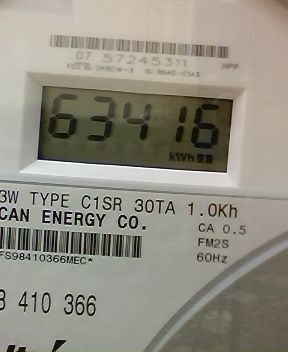 07 57245311
HPP
63416
kWh
3W TYPE C1SR 30TA 1.0Kh
CAN ENERGY CO.
CA 0.5
FM2S
60Hz
FS98410366MEC*
410 366